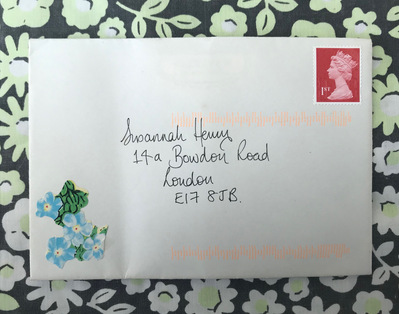 1ST
Susannah Henry
14a Bowdon Road
London
E17 8JB.